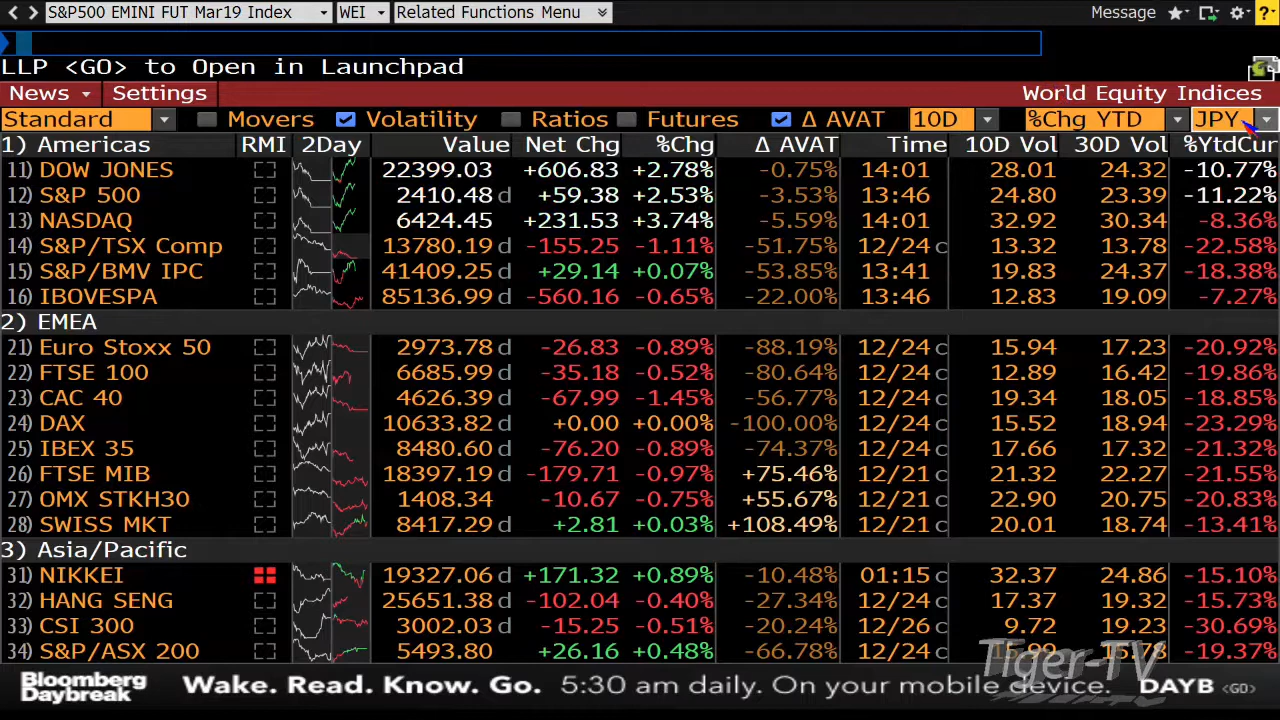 S&P500 EMINI FUT Mar19 Index WEI Related Functions Menu Message
LLP <GO> to Open in Launchpad
News Settings World Equity Indices
Standard Movers Volatility Ratios Futures Δ AVAT 10D %Chg YTD JPY
1) Americas RMI 2Day Value Net Chg %Chg Δ AVAT Time 10D Vol 30D Vol %YtdCur
11) DOW JONES 22399.03 +606.83 +2.78% -0.75% 14:01 28.01 24.32 -10.77%
12) S&P 500 2410.48 d +59.38 +2.53% -3.53% 13:46 24.80 23.39 -11.22%
13) NASDAQ 6424.45 +231.53 +3.74% -5.59% 14:01 32.92 30.34 -8.36%
14) S&P/TSX Comp 13780.19 d -155.25 -1.11% -51.75% 12/24 c 13.32 13.78 -22.58%
15) S&P/BMV IPC 41409.25 d +29.14 +0.07% -53.85% 13:41 19.83 24.37 -18.38%
16) IBOVESPA 85136.99 d -560.16 -0.65% -22.00% 13:46 12.83 19.09 -7.27%
2) EMEA
21) Euro Stoxx 50 2973.78 d -26.83 -0.89% -88.19% 12/24 c 15.94 17.23 -20.92%
22) FTSE 100 6685.99 d -35.18 -0.52% -80.64% 12/24 c 12.89 16.42 -19.86%
23) CAC 40 4626.39 d -67.99 -1.45% -56.77% 12/24 c 19.34 18.05 -18.85%
24) DAX 10633.82 d +0.00 +0.00% -100.00% 12/24 c 15.52 18.94 -23.29%
25) IBEX 35 8480.60 d -76.20 -0.89% -74.37% 12/24 c 17.66 17.32 -21.32%
26) FTSE MIB 18397.19 d -179.71 -0.97% +75.46% 12/21 c 21.32 22.27 -21.55%
27) OMX STKH30 1408.34 -10.67 -0.75% +55.67% 12/21 c 22.90 20.75 -20.83%
28) SWISS MKT 8417.29 d +2.81 +0.03% +108.49% 12/21 c 20.01 18.74 -13.41%
3) Asia/Pacific
31) NIKKEI 19327.06 d +171.32 +0.89% -10.48% 01:15 c 32.37 24.86 -15.10%
32) HANG SENG 25651.38 d -102.04 -0.40% -27.34% 12/24 c 17.37 19.32 -15.73%
33) CSI 300 3002.03 d -15.25 -0.51% -20.24% 12/26 c 9.72 19.23 -30.69%
34) S&P/ASX 200 5493.80 +26.16 +0.48% -66.78% 12/24 c -19.37%
Tiger-TV
Bloomberg Daybreak Wake. Read. Know. Go. 5:30 am daily. On your mobile device. DAYB <GO>